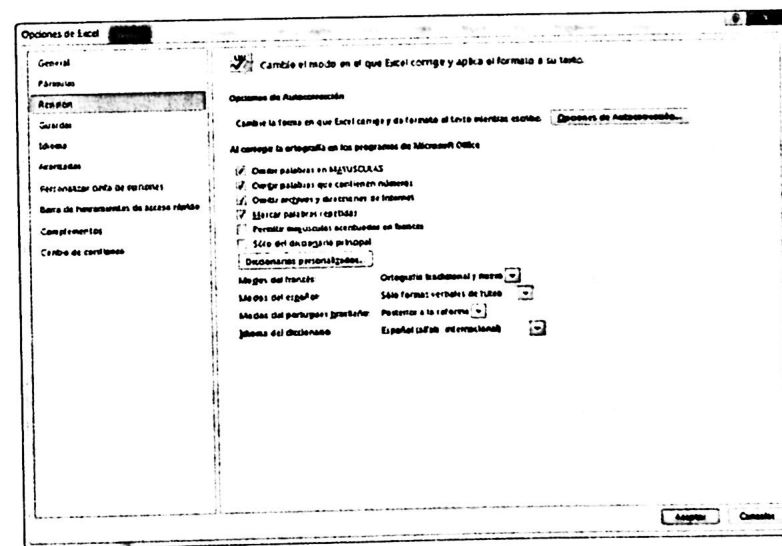 Opciones de Excel
General
Fórmulas
Revisión
Guardar
Idioma
Avanzadas
Personalizar cinta de opciones
Barra de herramientas de acceso rápido
Complementos
Centro de confianza
Cambie el modo en el que Excel corrige y aplica el formato a su texto.
Opciones de Autocorrección
Cambie la forma en que Excel corrige y da formato al texto mientras escribe. Opciones de Autocorrección...
Al corregir la ortografía en los programas de Microsoft Office
Omitir palabras en MAYÚSCULAS
Omitir palabras que contienen números
Omitir archivos y direcciones de Internet
Marcar palabras repetidas
Permitir mayúsculas acentuadas en francés
Sólo del diccionario principal
Diccionarios personalizados...
Modos del francés Ortografía tradicional y nueva
Modos del español Sólo formas verbales de tuteo
Modos del portugués brasileño Posterior a la reforma
Idioma del diccionario Español (alfab. internacional)
Aceptar Cancelar